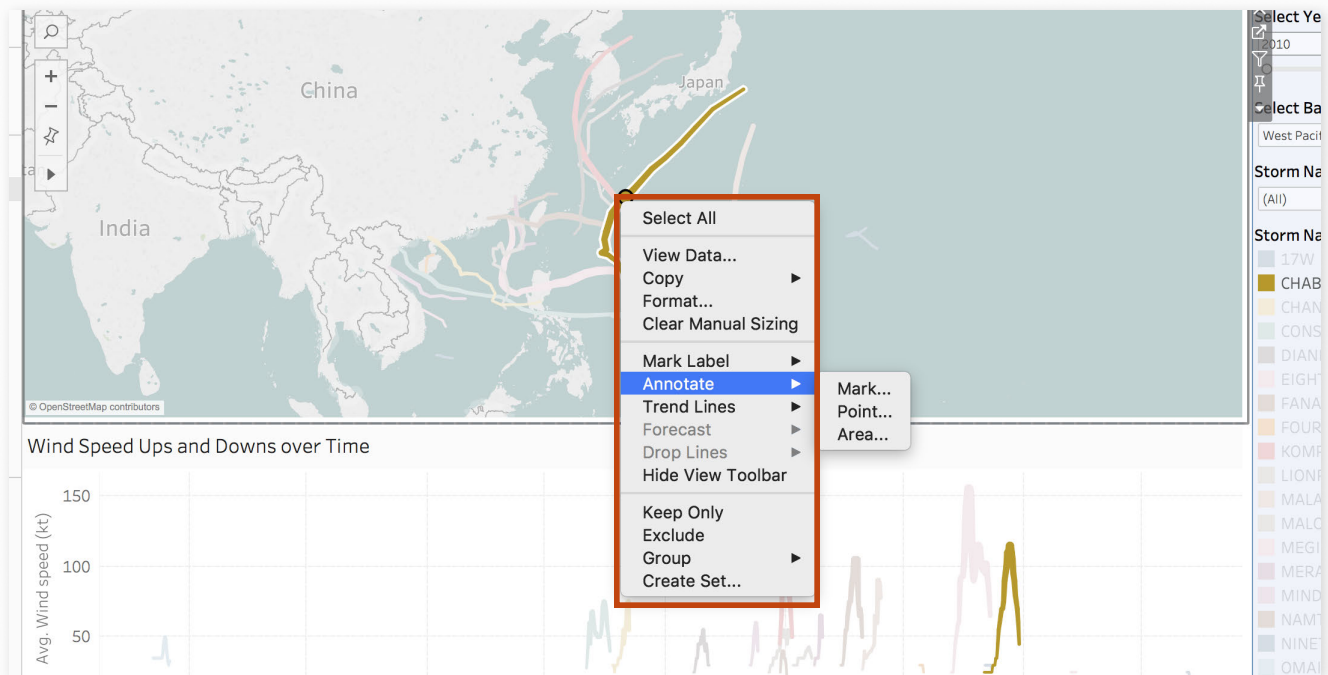 China
Japan
India
© OpenStreetMap contributors
Select Ye
2010
Select Ba
West Pacif
Storm Na
(All)
Storm Na
17W
CHAB
CHAN
CONS
DIAN
EIGHT
FANA
FOUR
KOMP
LIONR
MALA
MALO
MEGI
MERA
MIND
NAMT
NINET
OMAI
Select All
View Data...
Copy
Format...
Clear Manual Sizing
Mark Label
Annotate
Trend Lines
Forecast
Drop Lines
Hide View Toolbar
Keep Only
Exclude
Group
Create Set...
Mark...
Point...
Area...
Wind Speed Ups and Downs over Time
Avg. Wind speed (kt)
150
100
50